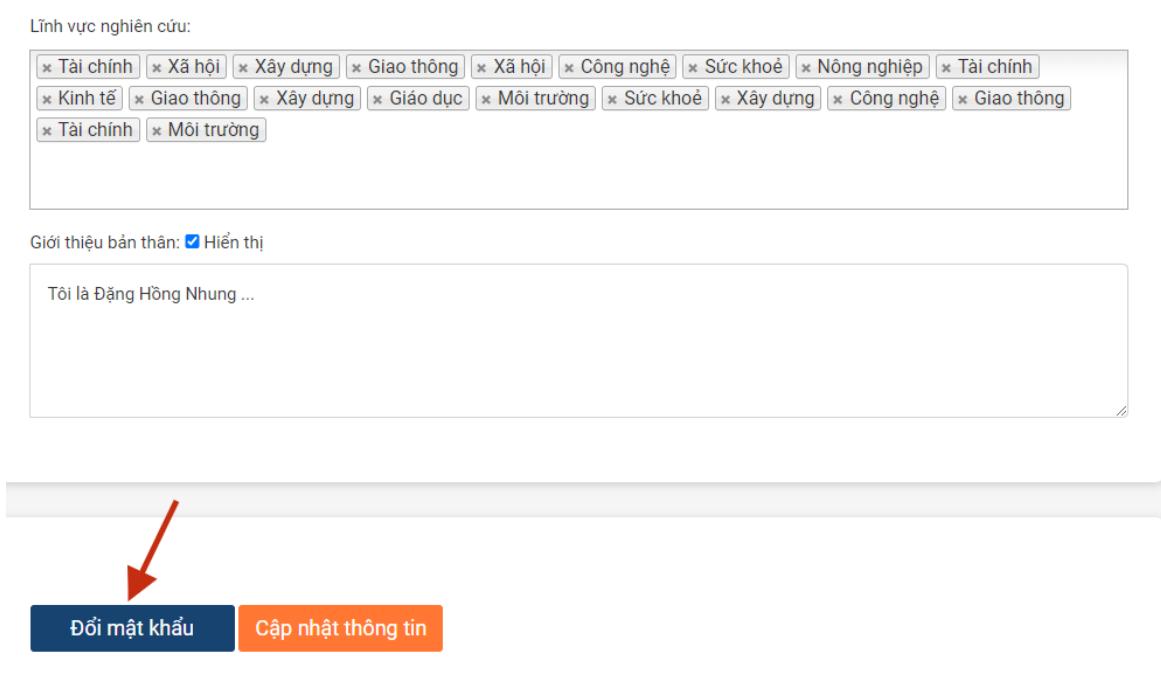 Lĩnh vực nghiên cứu:
× Tài chính × Xã hội × Xây dựng × Giao thông × Xã hội × Công nghệ × Sức khoẻ × Nông nghiệp × Tài chính
× Kinh tế × Giao thông × Xây dựng × Giáo dục × Môi trường × Sức khoẻ × Xây dựng × Công nghệ × Giao thông
× Tài chính × Môi trường
Giới thiệu bản thân: Hiển thị
Tôi là Đặng Hồng Nhung ...
Đổi mật khẩu Cập nhật thông tin